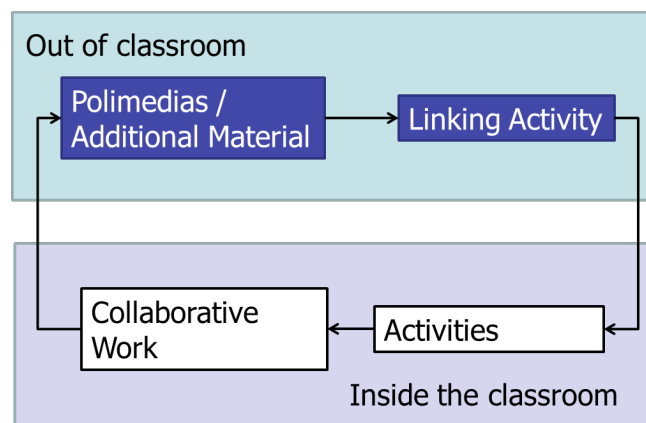 Out of classroom
Polimedias /
Additional Material
Linking Activity
Collaborative
Work
Activities
Inside the classroom